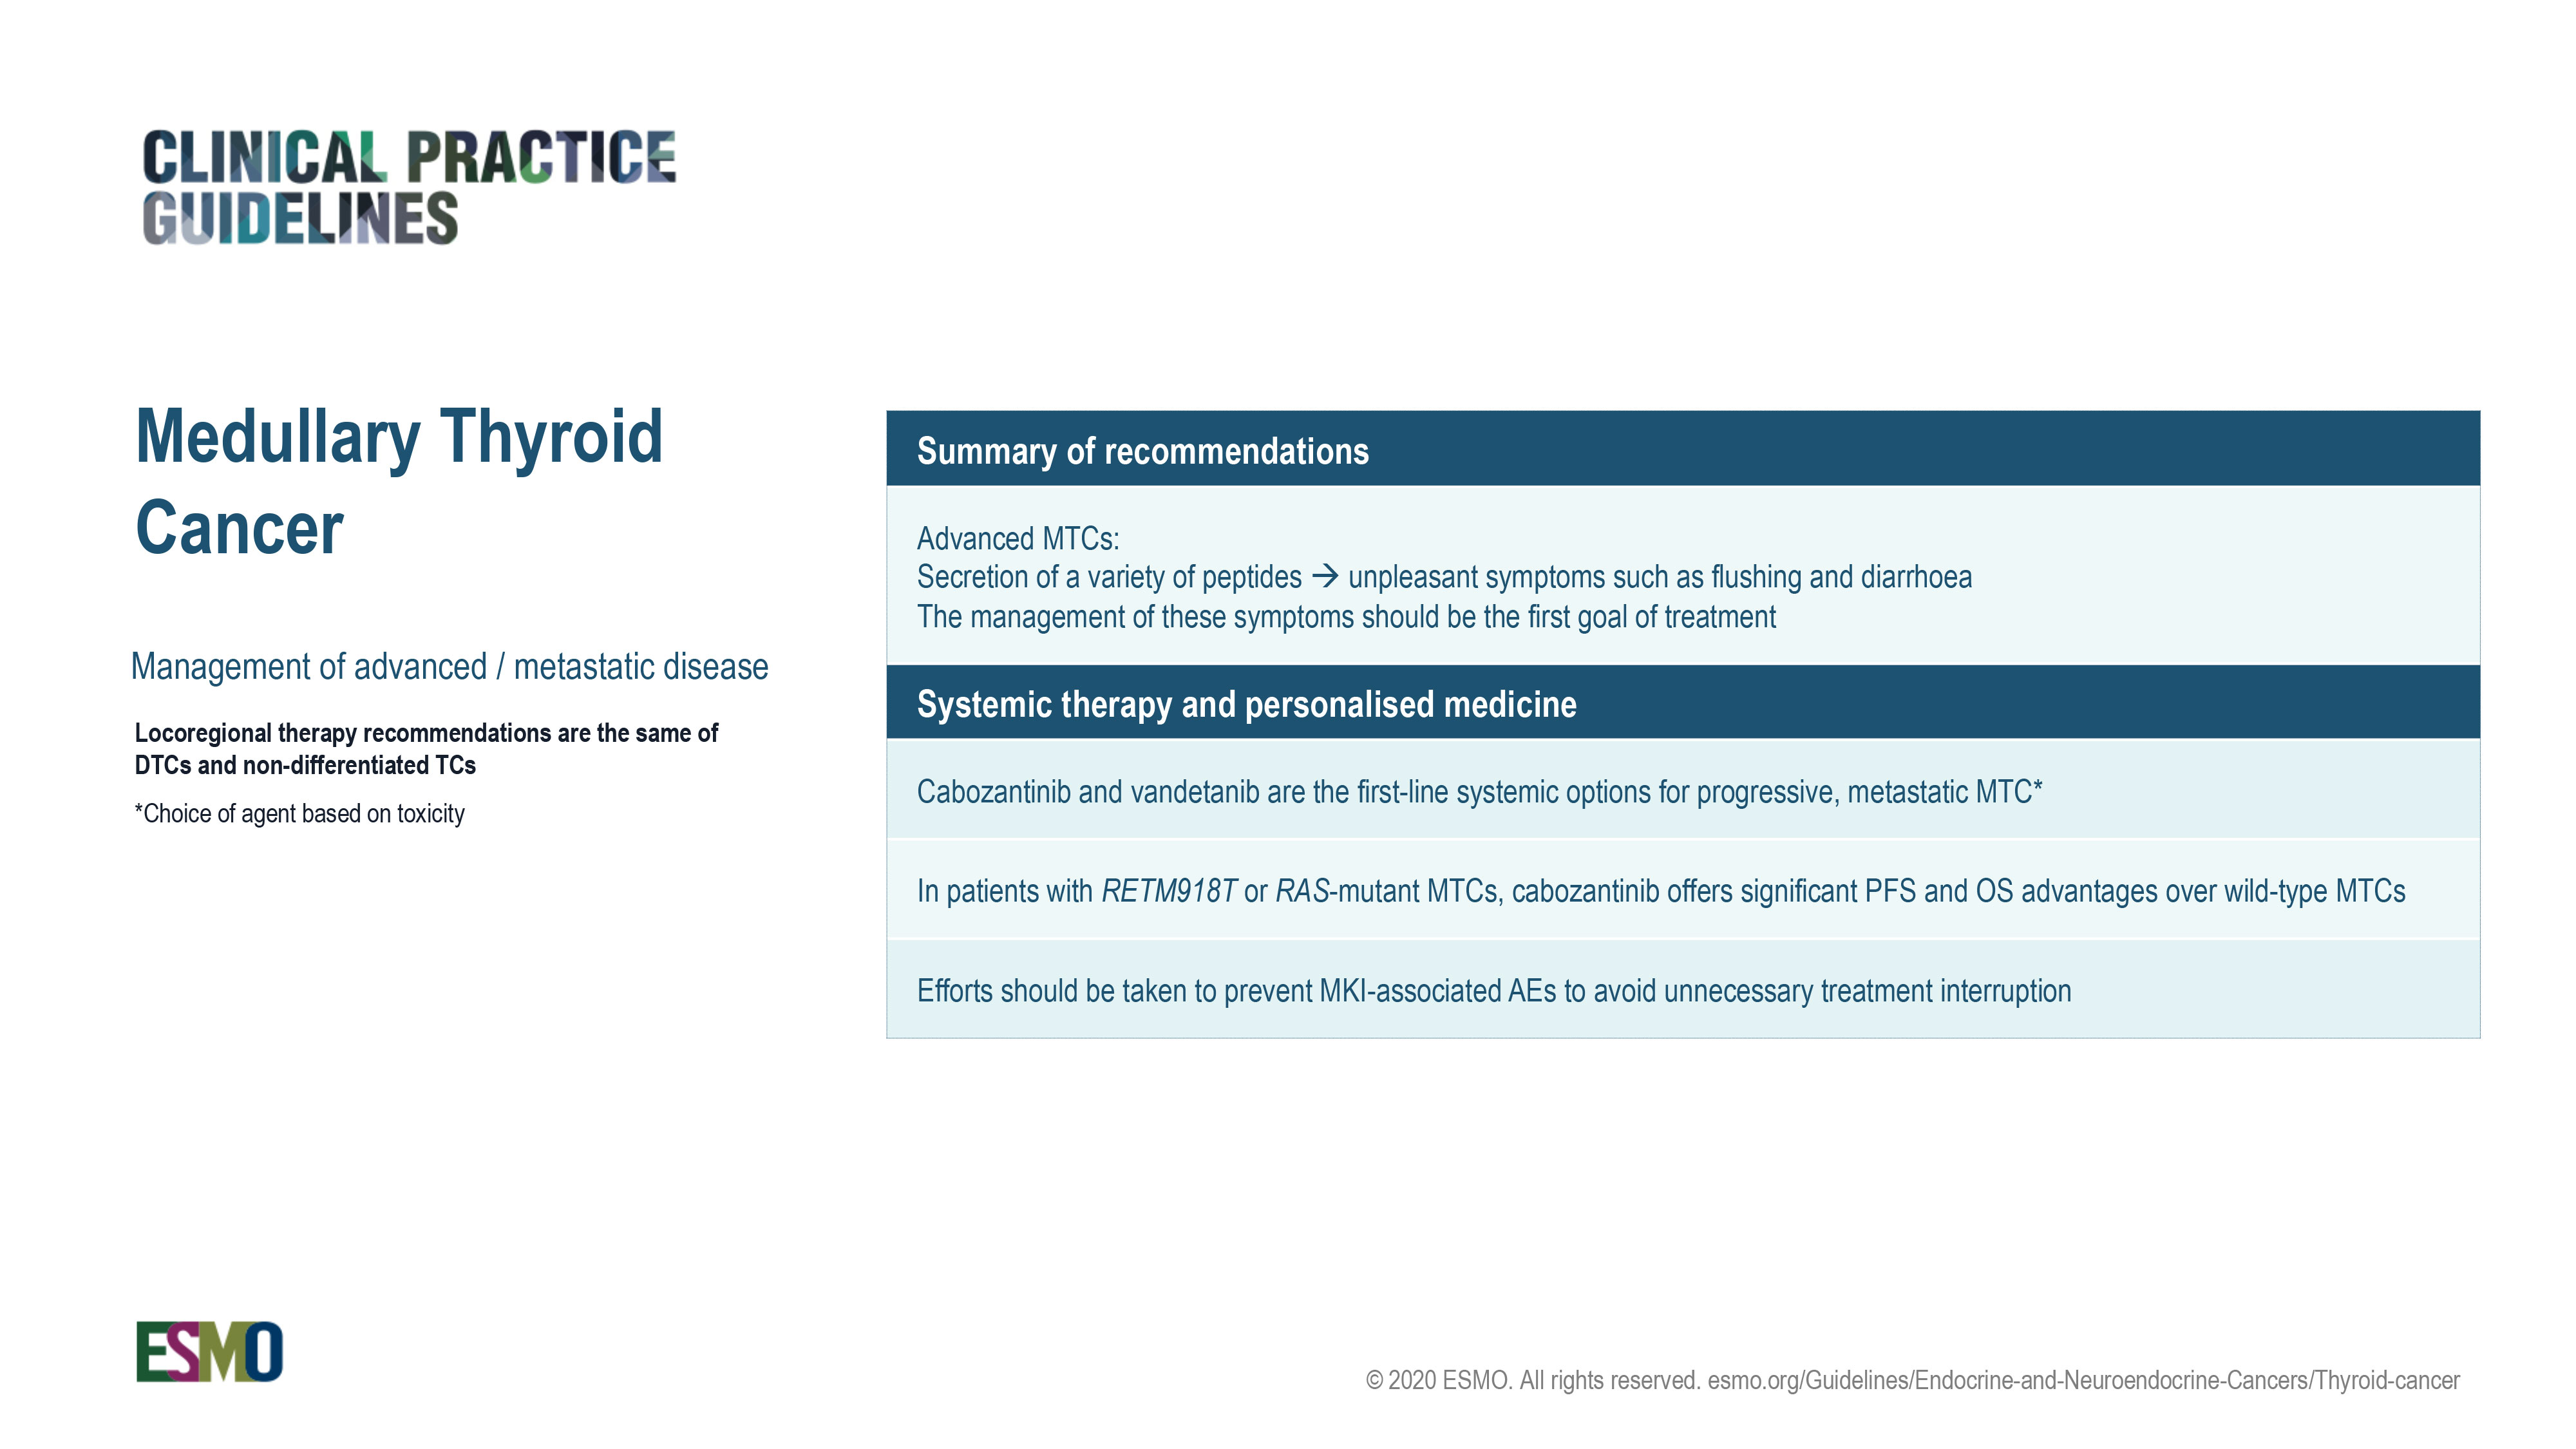 CLINICAL PRACTICE
GUIDELINES
Medullary Thyroid
Cancer
Management of advanced / metastatic disease
Locoregional therapy recommendations are the same of
DTCs and non-differentiated TCs
*Choice of agent based on toxicity
Summary of recommendations
Advanced MTCs:
Secretion of a variety of peptides → unpleasant symptoms such as flushing and diarrhoea
The management of these symptoms should be the first goal of treatment
Systemic therapy and personalised medicine
Cabozantinib and vandetanib are the first-line systemic options for progressive, metastatic MTC*
In patients with RETM918T or RAS-mutant MTCs, cabozantinib offers significant PFS and OS advantages over wild-type MTCs
Efforts should be taken to prevent MKI-associated AEs to avoid unnecessary treatment interruption
ESMO
© 2020 ESMO. All rights reserved. esmo.org/Guidelines/Endocrine-and-Neuroendocrine-Cancers/Thyroid-cancer